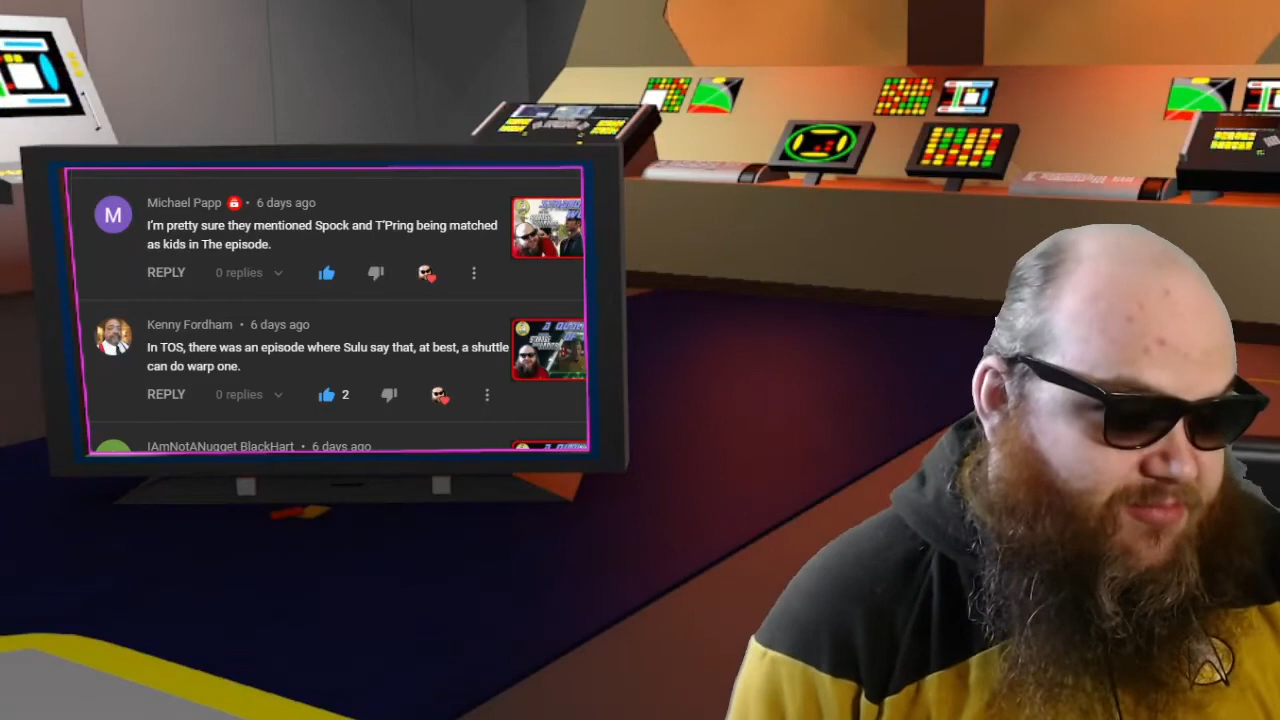 Michael Papp • 6 days ago
I'm pretty sure they mentioned Spock and T'Pring being matched
as kids in The episode.
REPLY 0 replies
M
Kenny Fordham • 6 days ago
In TOS, there was an episode where Sulu say that, at best, a shuttle
can do warp one.
REPLY 0 replies 2
IAmNotANugget BlackHart • 6 days ago